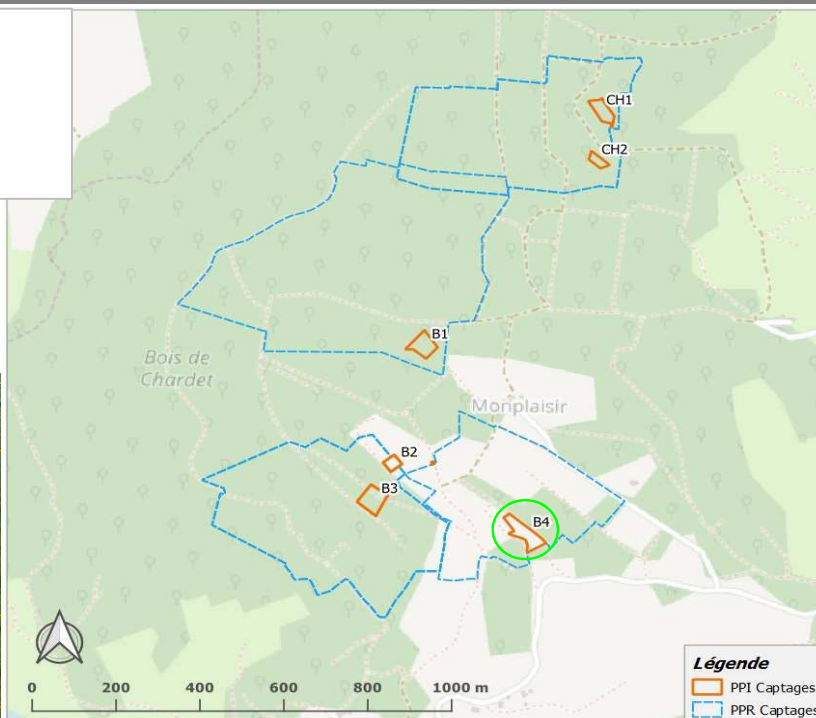 CH1
CH2
B1
Bois de
Chardet
Monplaisir
B2
B3
B4
0 200 400 600 800 1000 m
Légende
PPI Captages
PPR Captages